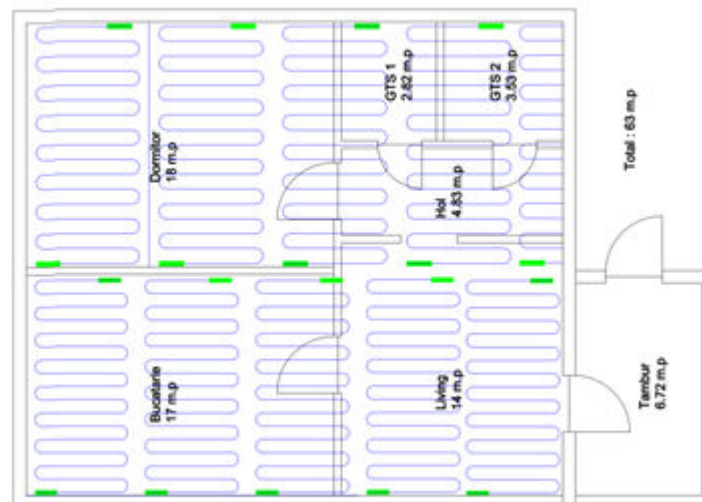 Dormitor
18 m.p
GTS 1
2.62 m.p
GTS 2
3.53 m.p
Hol
4.83 m.p
Total : 63 m.p
Bucatarie
17 m.p
Living
14 m.p
Tambur
6.72 m.p